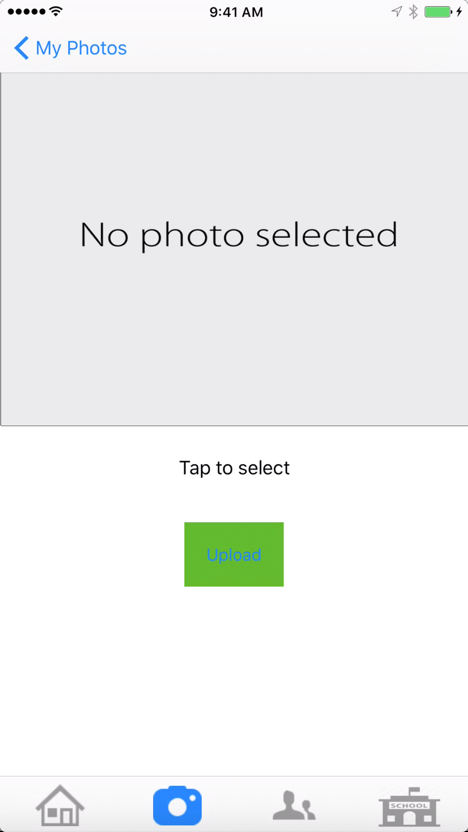 9:41 AM
My Photos
No photo selected
Tap to select
Upload
SCHOOL